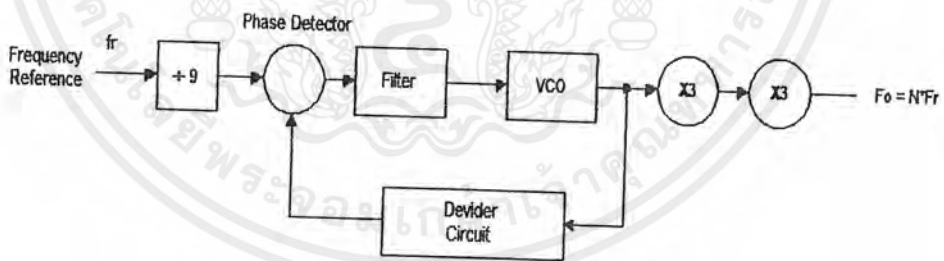 Phase Detector
Frequency
Reference
fr
÷ 9
Filter
VCO
X3
X3
Fo = N*Fr
Devider
Circuit